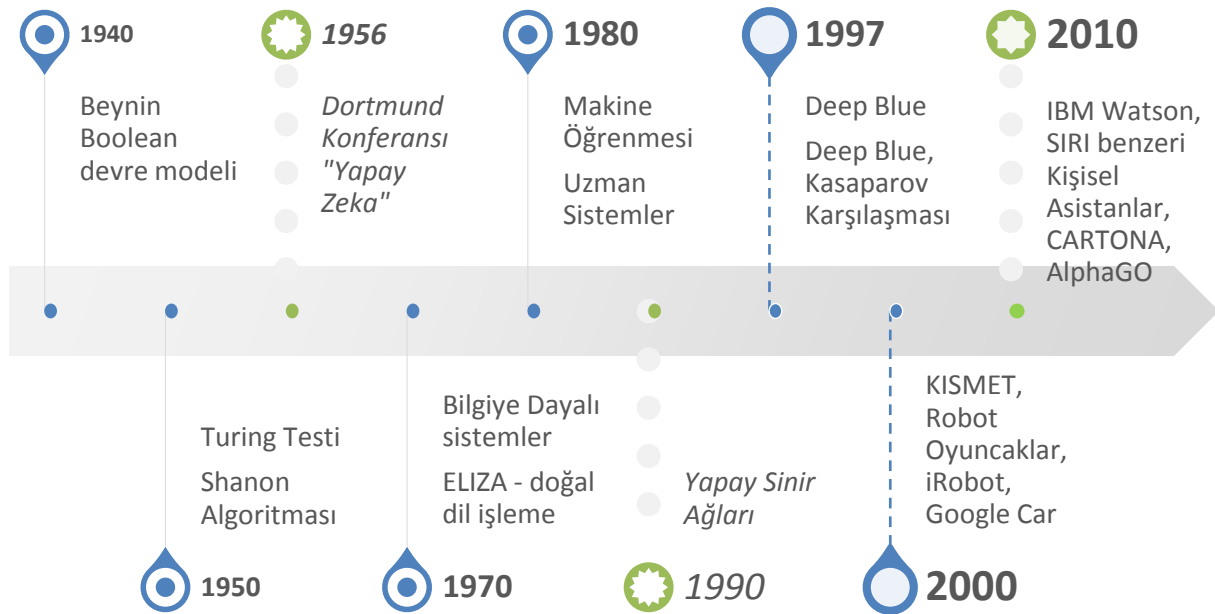 1940
Beynin
Boolean
devre modeli
1956
Dortmund
Konferansı
"Yapay
Zeka"
1980
Makine
Öğrenmesi
Uzman
Sistemler
1997
Deep Blue
Deep Blue,
Kasaparov
Karşılaşması
2010
IBM Watson,
SIRI benzeri
Kişisel
Asistanlar,
CARTONA,
AlphaGO
Turing Testi
Shanon
Algoritması
1950
Bilgiye Dayalı
sistemler
ELIZA - doğal
dil işleme
1970
Yapay Sinir
Ağları
1990
KISMET,
Robot
Oyuncaklar,
iRobot,
Google Car
2000